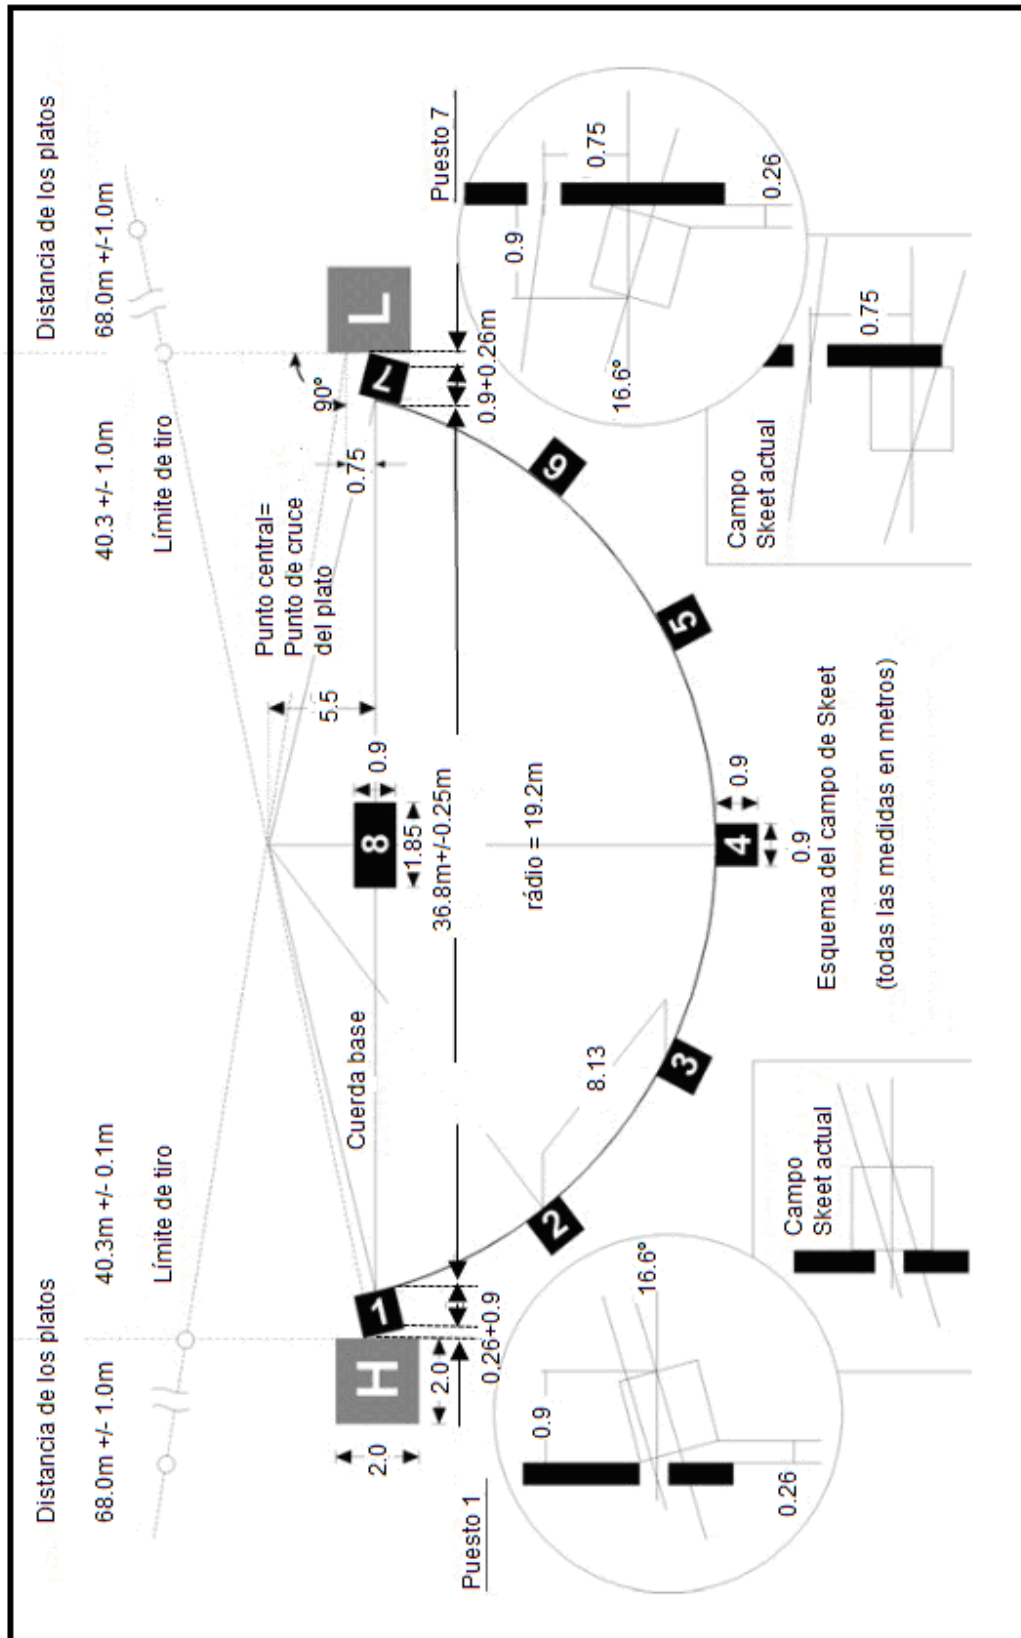 Distancia de los platos
68.0m +/- 1.0m
40.3m +/- 0.1m
Límite de tiro
Distancia de los platos
40.3 +/- 1.0m
68.0m +/-1.0m
Límite de tiro
Punto central=
Punto de cruce
del plato
90º
5.5
0.75
Cuerda base
H
2.0
2.0
1
0.26+0.9
8
0.9
1.85
36.8m+/-0.25m
L
7
0.9+0.26m
rádio = 19.2m
2
8.13
3
4
0.9
0.9
5
6
Puesto 1
0.9
16.6º
0.26
Campo
Skeet actual
Esquema del campo de Skeet
(todas las medidas en metros)
Puesto 7
0.9
0.75
16.6º
0.26
Campo
Skeet actual
0.75